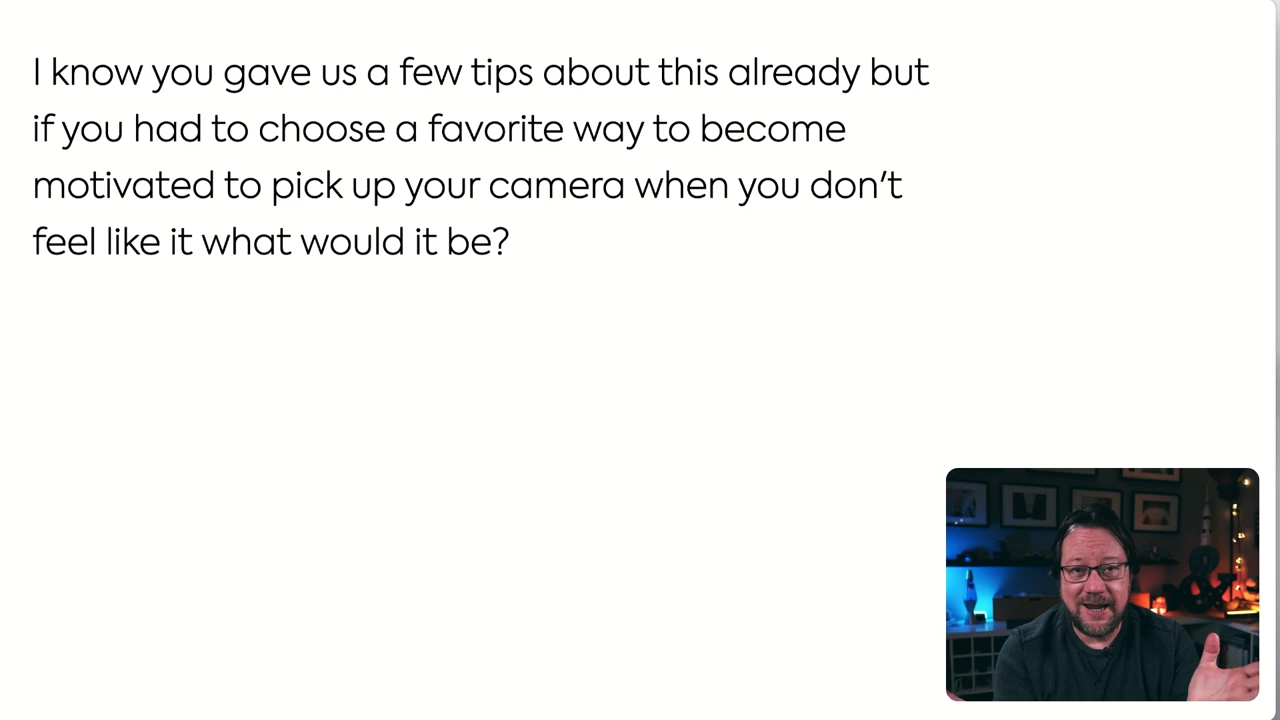 I know you gave us a few tips about this already but
if you had to choose a favorite way to become
motivated to pick up your camera when you don't
feel like it what would it be?